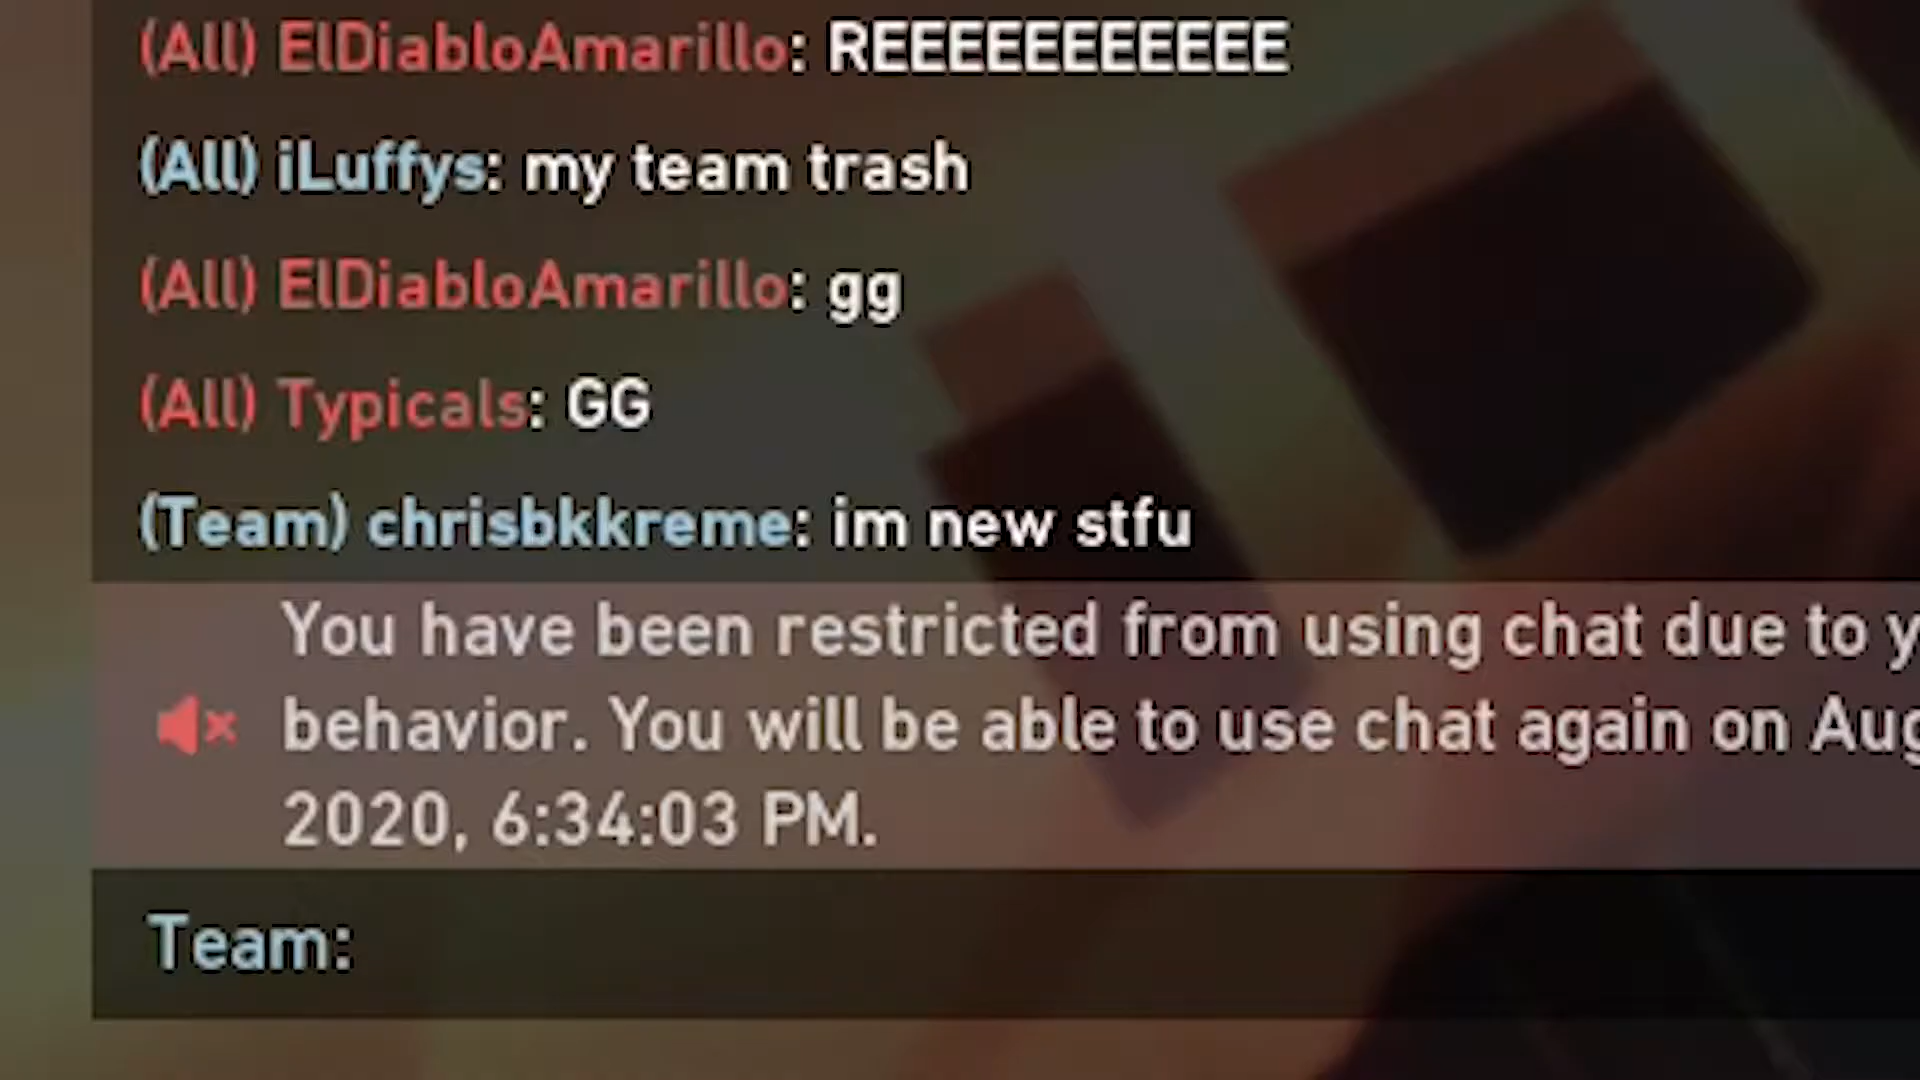 (All) ElDiabloAmarillo: REEEEEEEEEEEE
(All) iLuffys: my team trash
(All) ElDiabloAmarillo: gg
(All) Typicals: GG
(Team) chrisbkkreme: im new stfu
You have been restricted from using chat due to y
behavior. You will be able to use chat again on Aug
2020, 6:34:03 PM.
Team: